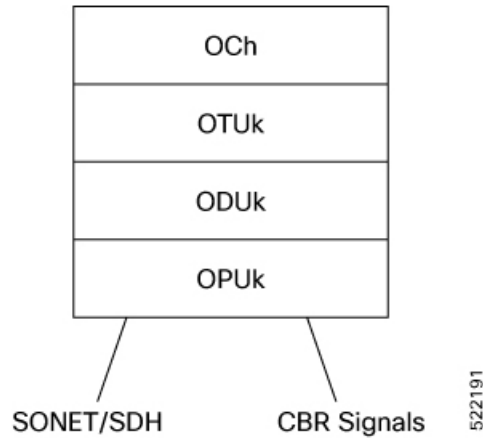 OCh
OTUk
ODUk
OPUk
SONET/SDH
CBR Signals
522191